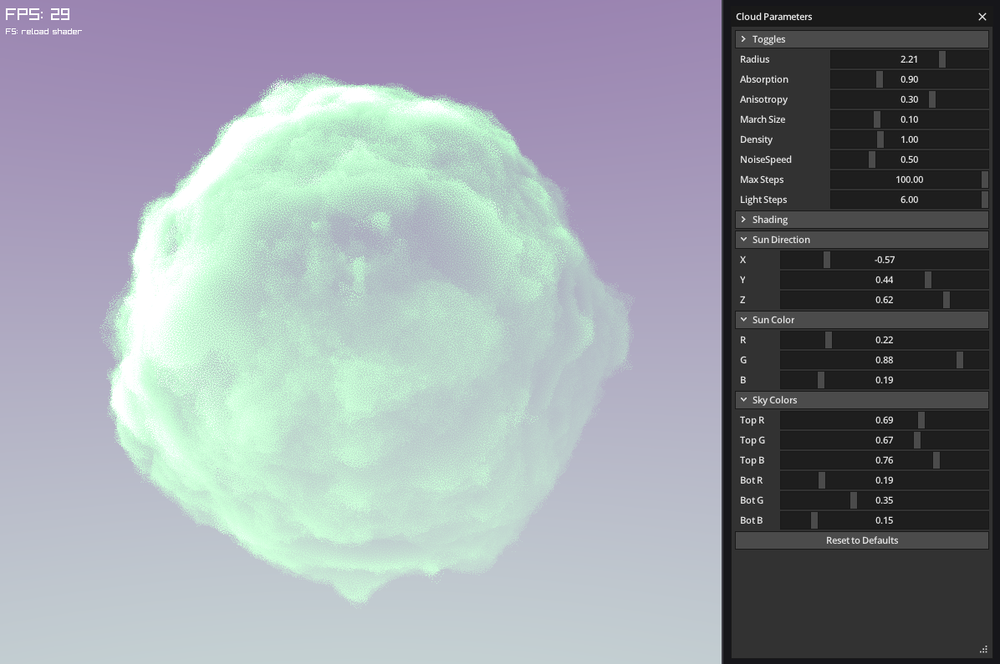 FPS: 29
F5: reload shader
Cloud Parameters
Toggles
Radius 2.21
Absorption 0.90
Anisotropy 0.30
March Size 0.10
Density 1.00
NoiseSpeed 0.50
Max Steps 100.00
Light Steps 6.00
Shading
Sun Direction
X -0.57
Y 0.44
Z 0.62
Sun Color
R 0.22
G 0.88
B 0.19
Sky Colors
Top R 0.69
Top G 0.67
Top B 0.76
Bot R 0.19
Bot G 0.35
Bot B 0.15
Reset to Defaults